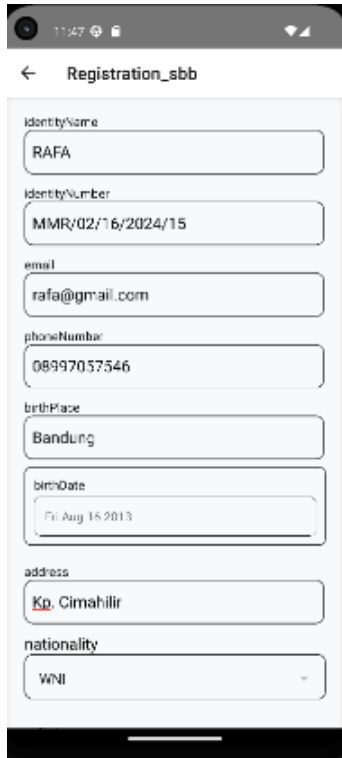 11:47
Registration_sbb
identityName
RAFA
identityNumber
MMR/02/16/2024/15
email
rafa@gmail.com
phoneNumber
08997057546
birthPlace
Bandung
birthDate
Fri Aug 16 2013
address
Kp. Cimahilir
nationality
WNI